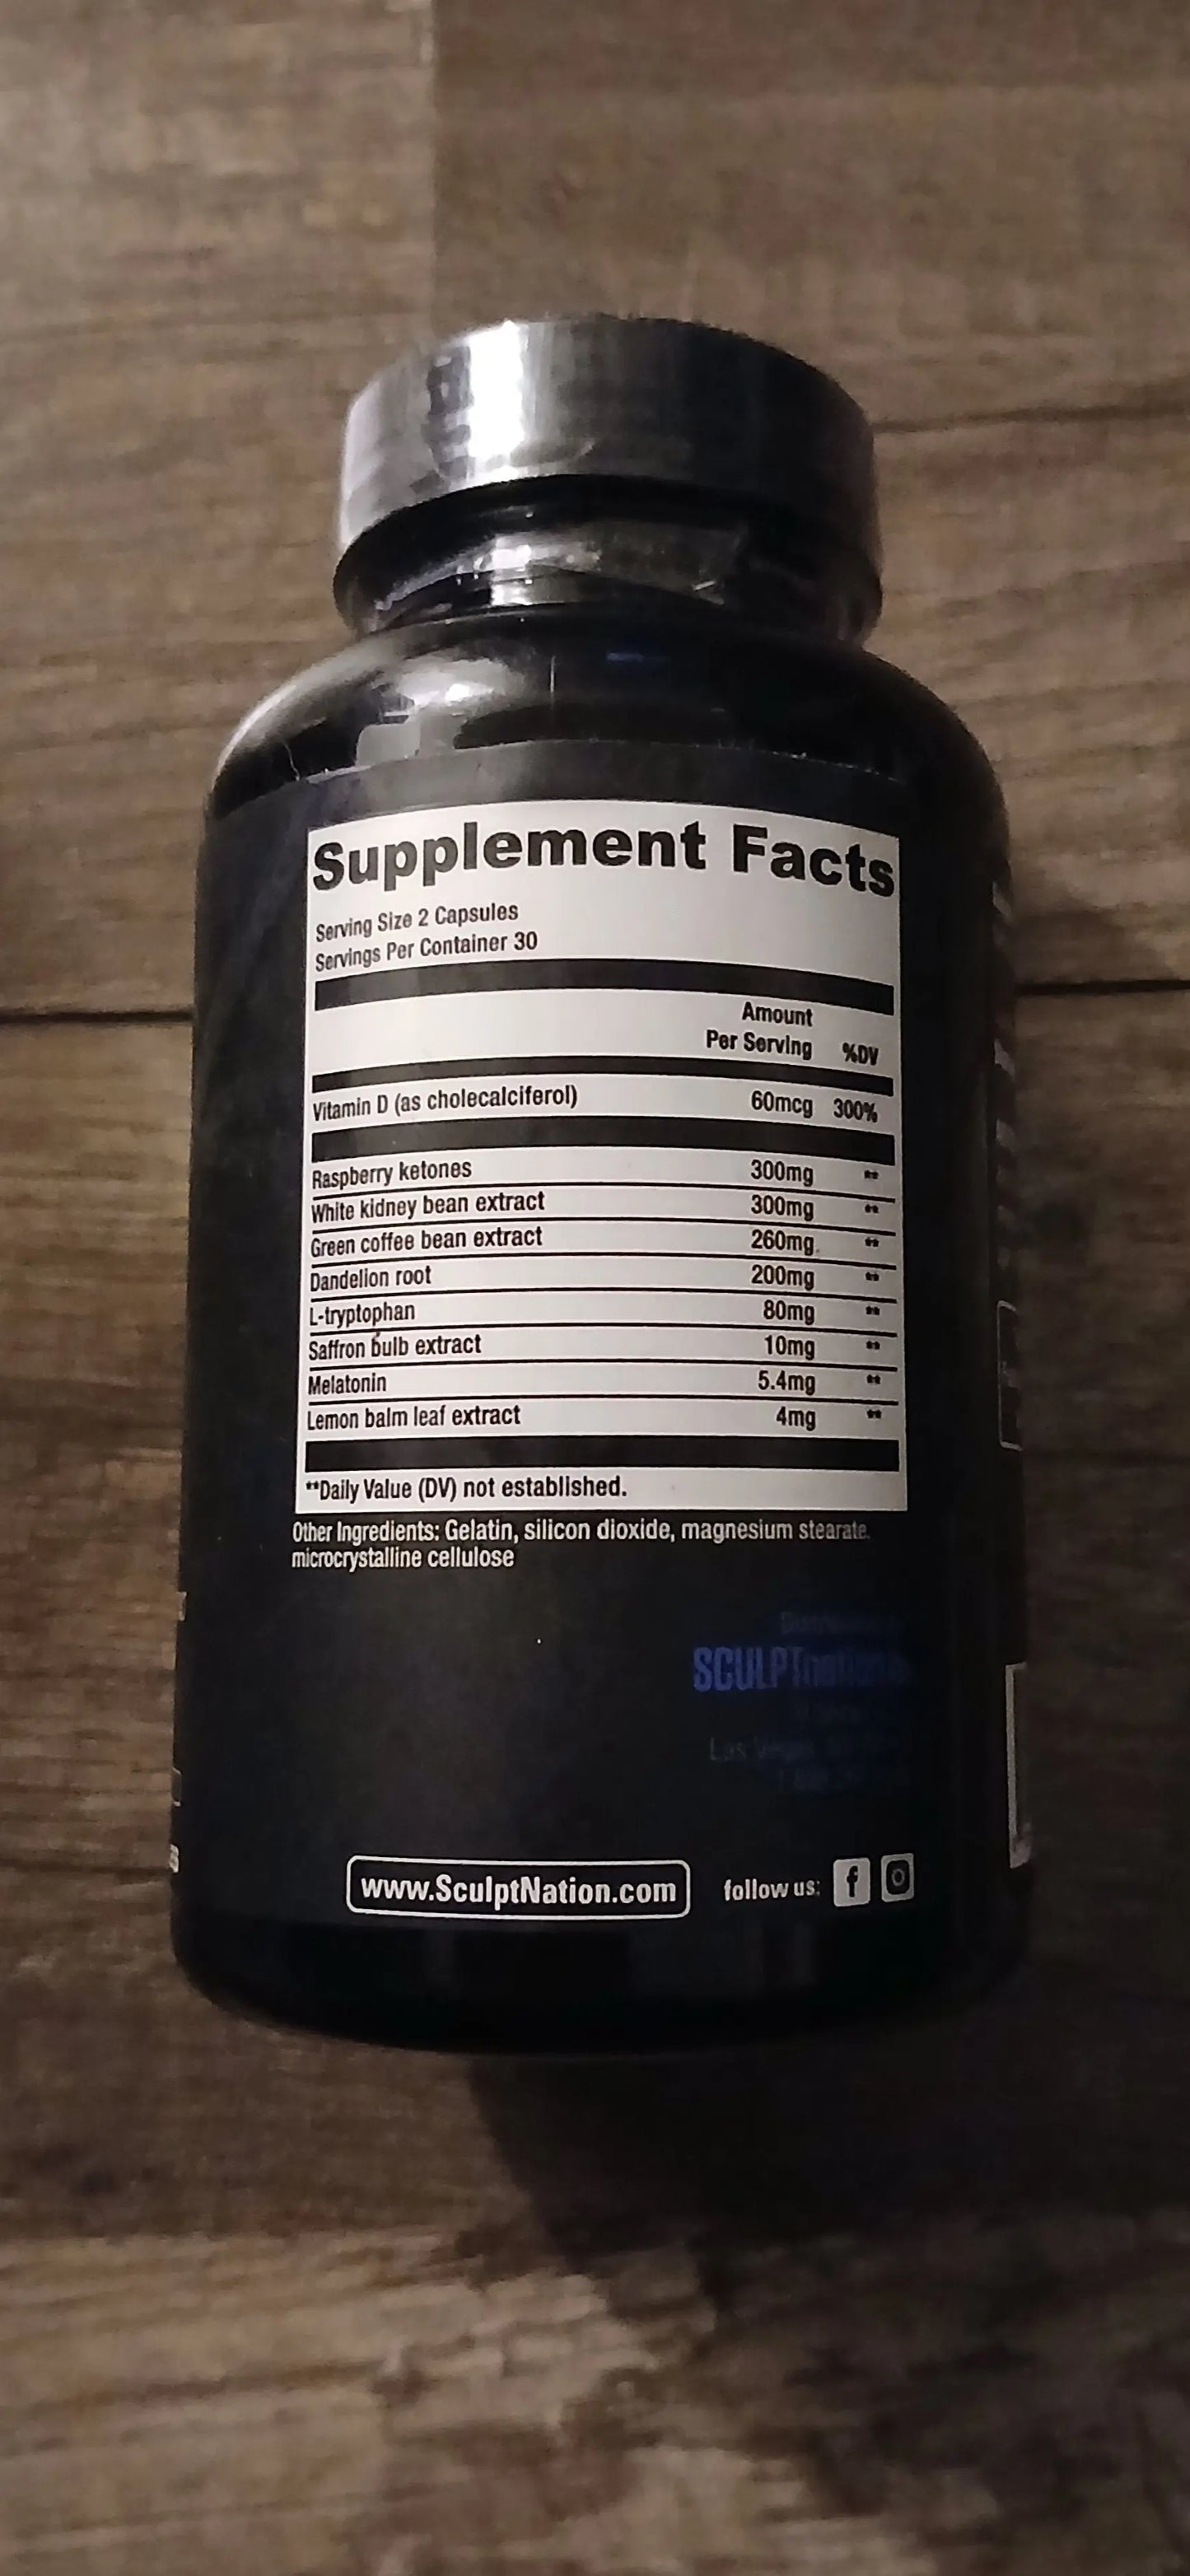 Supplement Facts
Serving Size 2 Capsules
Servings Per Container 30
Amount
Per Serving %DV
Vitamin D (as cholecalciferol) 60mcg 300%
Raspberry ketones 300mg **
White kidney bean extract 300mg **
Green coffee bean extract 260mg **
Dandelion root 200mg **
L-tryptophan 80mg **
Saffron bulb extract 10mg **
Melatonin 5.4mg **
Lemon balm leaf extract 4mg **
**Daily Value (DV) not established.
Other Ingredients: Gelatin, silicon dioxide, magnesium stearate,
microcrystalline cellulose
SCULPTnation
Las Vegas,
www.SculptNation.com follow us: f